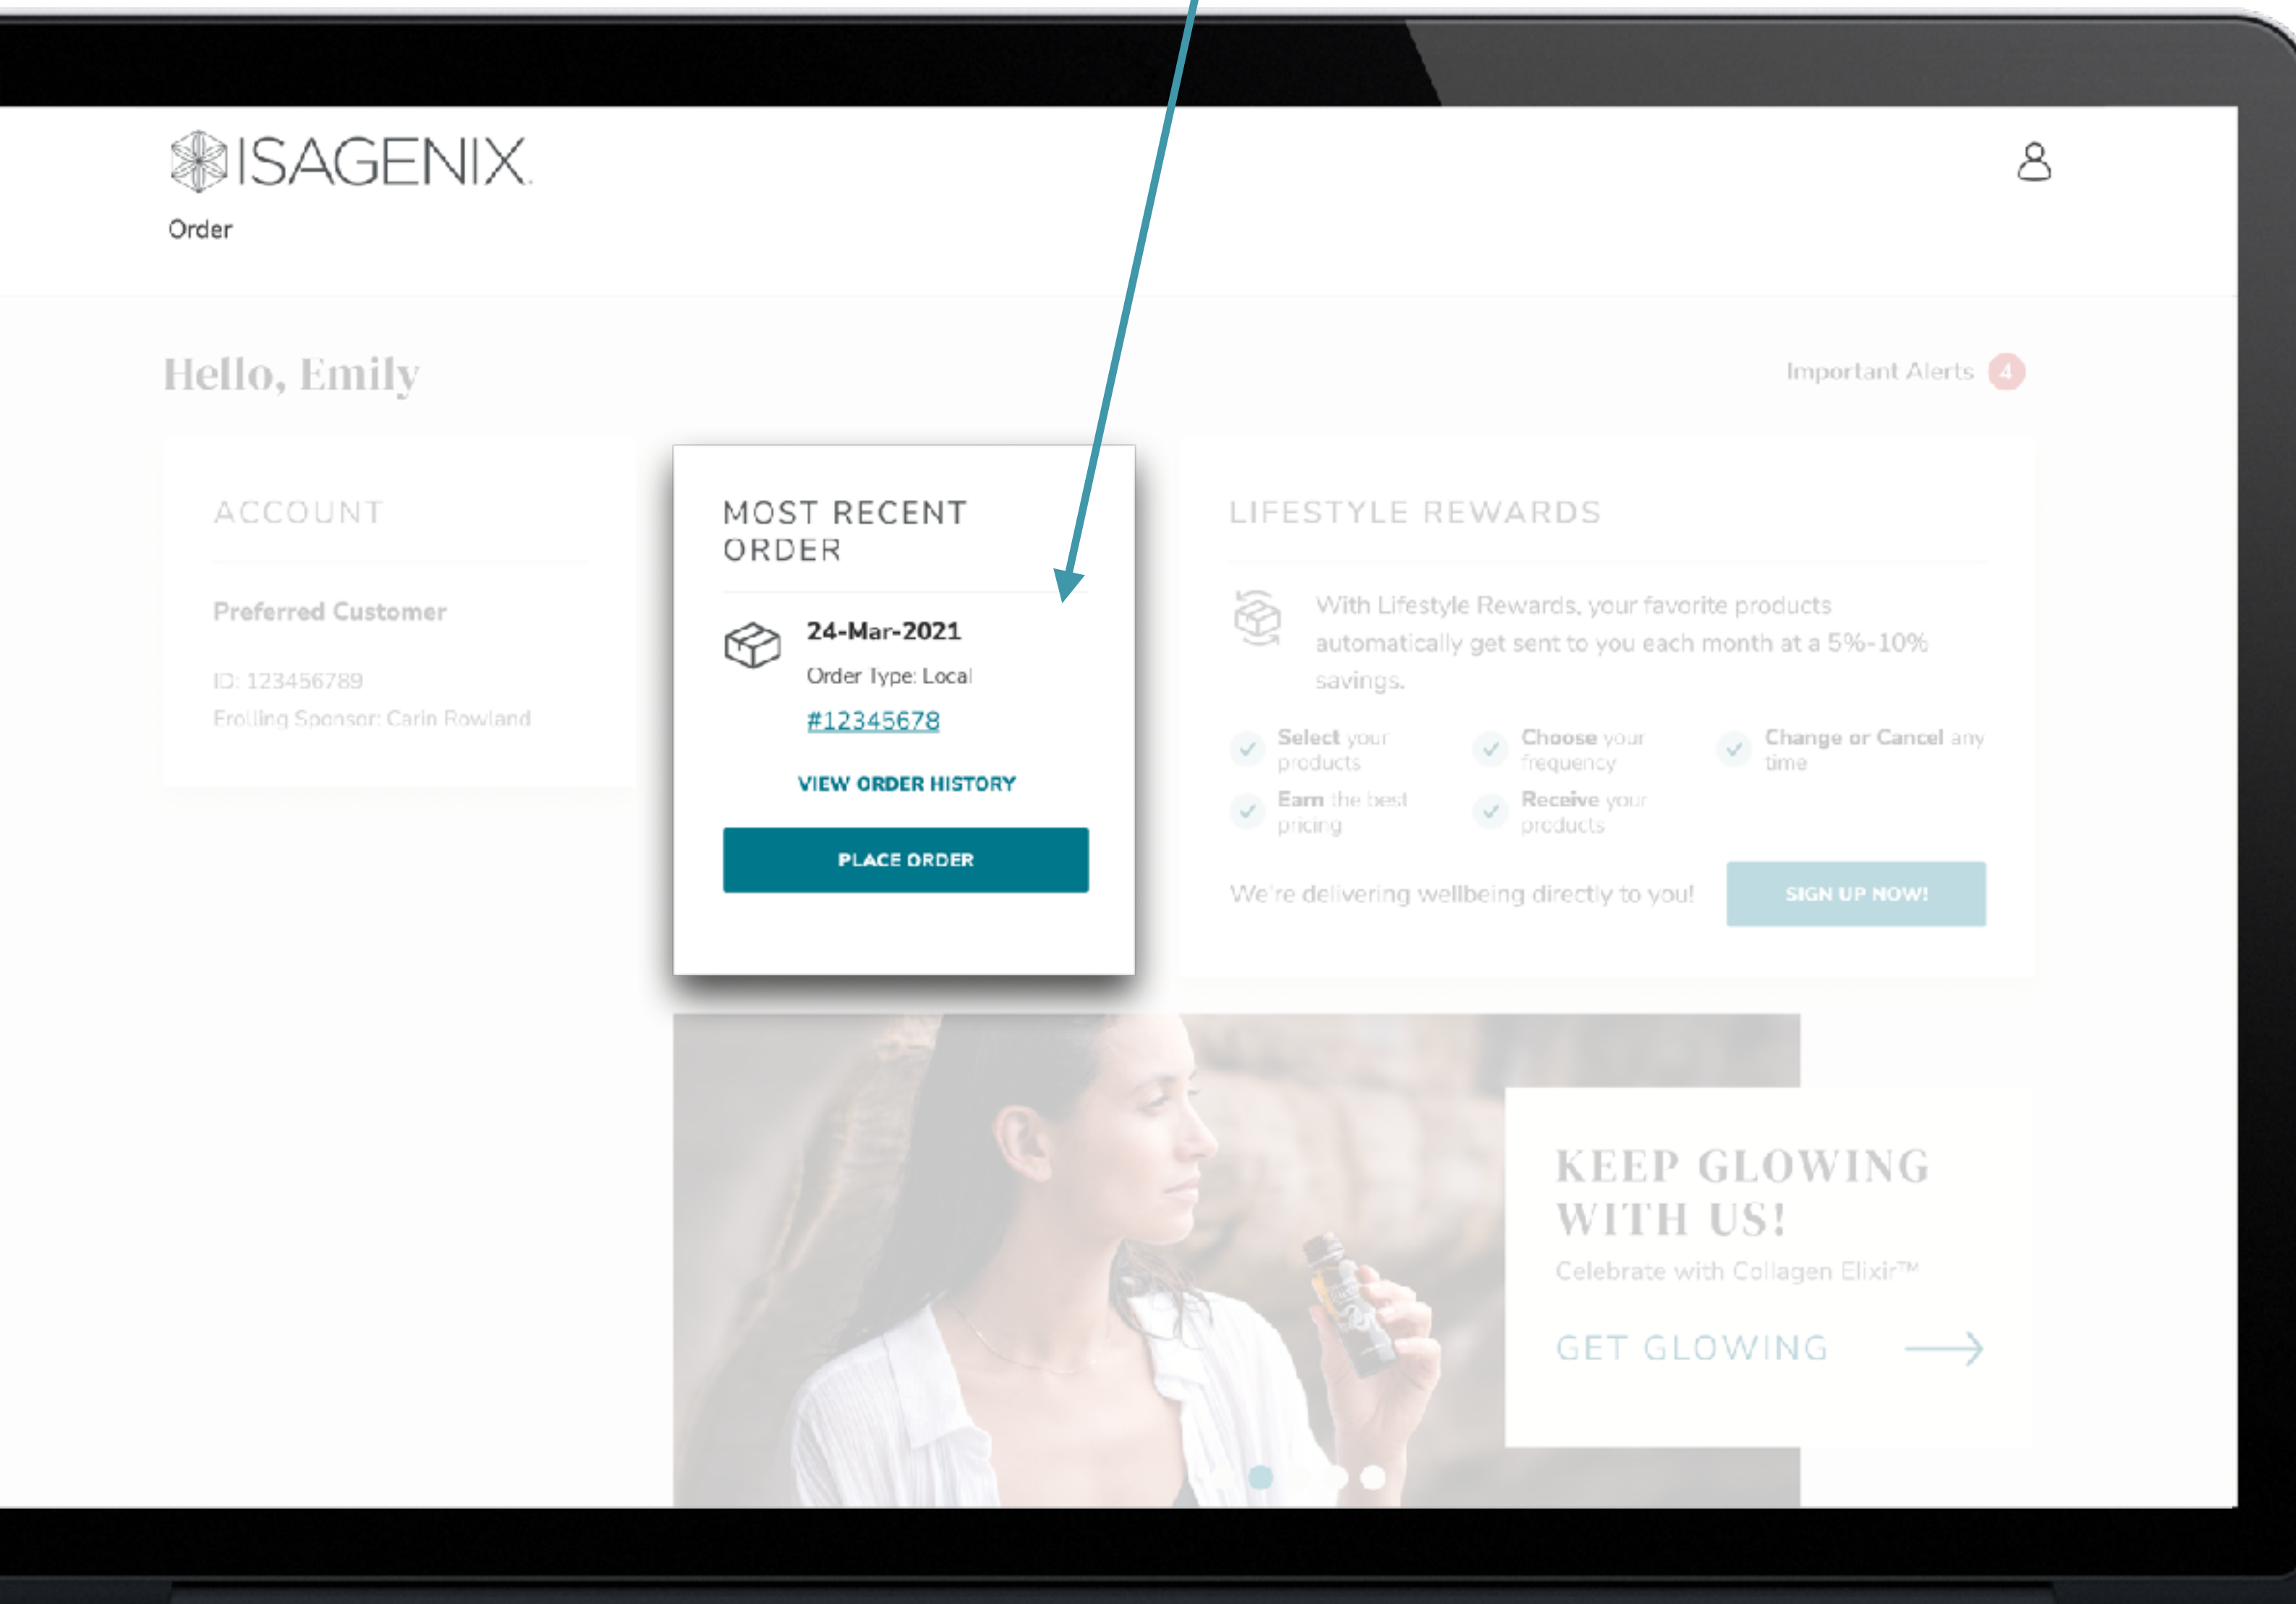 ISAGENIX.
Order
Hello, Emily
Important Alerts 4
ACCOUNT
Preferred Customer
ID: 123456789
Erolling Sponsor: Carin Rowland
MOST RECENT
ORDER
24-Mar-2021
Order Type: Local
#12345678
VIEW ORDER HISTORY
PLACE ORDER
LIFESTYLE REWARDS
With Lifestyle Rewards, your favorite products
automatically get sent to you each month at a 5%-10%
savings.
Select your
products
Choose your
frequency
Change or Cancel any
time
Earn the best
pricing
Receive your
products
We're delivering wellbeing directly to you!
SIGN UP NOW!
KEEP GLOWING
WITH US!
Celebrate with Collagen Elixir™
GET GLOWING